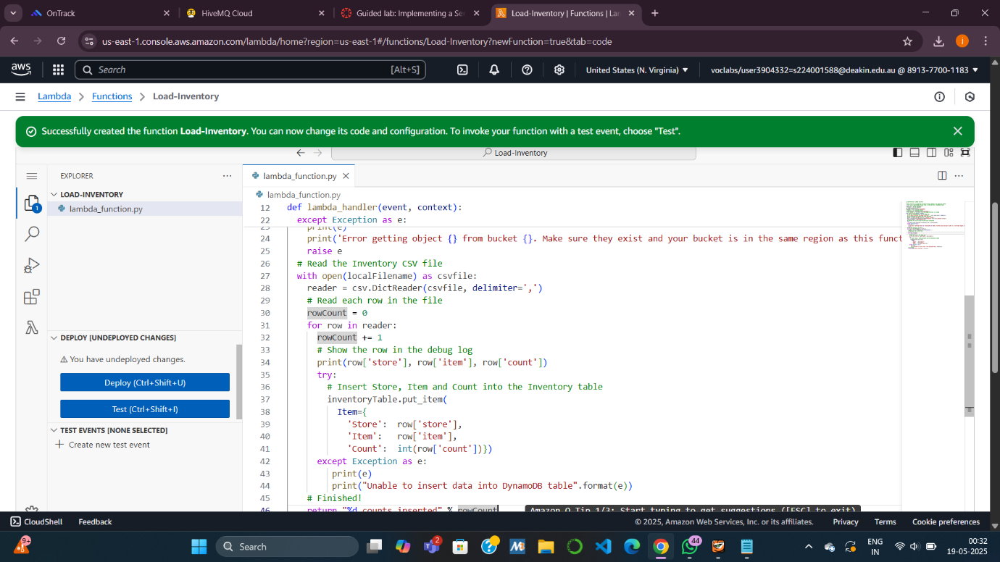 OnTrack
HiveMQ Cloud
Guided lab: Implementing a Se
Load-Inventory | Functions | Lam
us-east-1.console.aws.amazon.com/lambda/home?region=us-east-1#/functions/Load-Inventory?newFunction=true&tab=code
j
aws
Search [Alt+S]
United States (N. Virginia)
voclabs/user3904332=s224001588@deakin.edu.au @ 8913-7700-1183
Lambda > Functions > Load-Inventory
Successfully created the function Load-Inventory. You can now change its code and configuration. To invoke your function with a test event, choose "Test".
Load-Inventory
EXPLORER
LOAD-INVENTORY
lambda_function.py
1
DEPLOY [UNDEPLOYED CHANGES]
You have undeployed changes.
Deploy (Ctrl+Shift+U)
Test (Ctrl+Shift+I)
TEST EVENTS [NONE SELECTED]
Create new test event
lambda_function.py
lambda_function.py
12 def lambda_handler(event, context):
22 except Exception as e:
23 print(e)
24 print('Error getting object {} from bucket {}. Make sure they exist and your bucket is in the same region as this funct
25 raise e
26 # Read the Inventory CSV file
27 with open(localFilename) as csvfile:
28 reader = csv.DictReader(csvfile, delimiter=',')
29 # Read each row in the file
30 rowCount = 0
31 for row in reader:
32 rowCount += 1
33 # Show the row in the debug log
34 print(row['store'], row['item'], row['count'])
35 try:
36 # Insert Store, Item and Count into the Inventory table
37 inventoryTable.put_item(
38 Item={
39 'Store': row['store'],
40 'Item': row['item'],
41 'Count': int(row['count'])})
42 except Exception as e:
43 print(e)
44 print("Unable to insert data into DynamoDB table".format(e))
45 # Finished!
46 return "%d counts inserted" % rowCount
Amazon Q Tip 1/3: Start typing to get suggestions ([ESC] to exit)
CloudShell
Feedback
© 2025, Amazon Web Services, Inc. or its affiliates.
Privacy
Terms
Cookie preferences
9+
Search
2
44
ENG
IN
00:32
19-05-2025